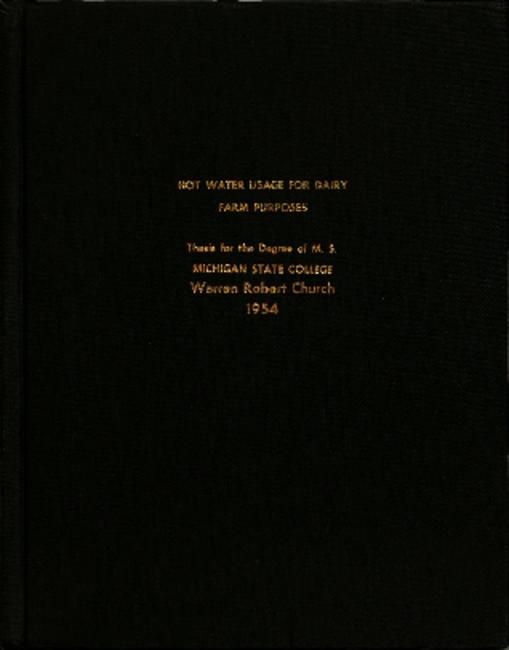 HOT WATER USAGE FOR DAIRY
FARM PURPOSES
Thesis for the Degree of M. S.
MICHIGAN STATE COLLEGE
Warren Robert Church
1954